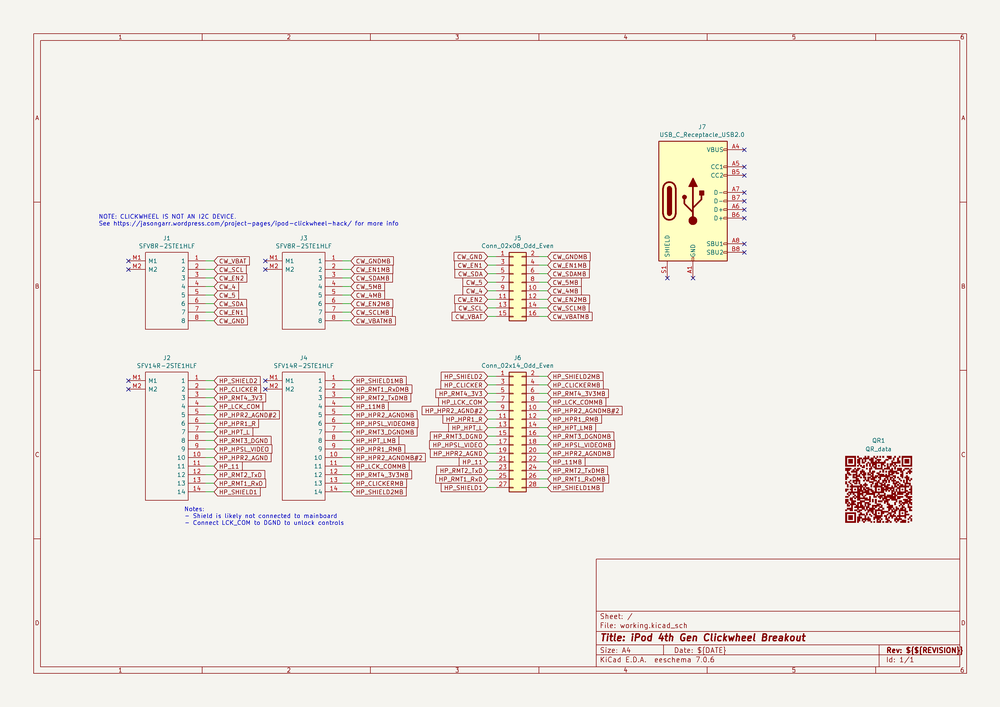 1 2 3 4 5 6
A A
J7
USB_C_Receptacle_USB2.0
VBUS A4
CC1 A5
CC2 B5
D- A7
D- B7
D+ A6
D+ B6
SBU1 A8
SBU2 B8
SHIELD GND
S1 A1
NOTE: CLICKWHEEL IS NOT AN I2C DEVICE.
See https://jasongarr.wordpress.com/project-pages/ipod-clickwheel-hack/ for more info
B B
J1
SFV8R-2STE1HLF
M1 M1 1 CW_VBAT
M2 M2 2 CW_SCL
3 CW_EN2
4 CW_4
5 CW_5
6 CW_SDA
7 CW_EN1
8 CW_GND
J3
SFV8R-2STE1HLF
M1 M1 1 CW_GNDMB
M2 M2 2 CW_EN1MB
3 CW_SDAMB
4 CW_5MB
5 CW_4MB
6 CW_EN2MB
7 CW_SCLMB
8 CW_VBATMB
J5
Conn_02x08_Odd_Even
CW_GND 1 2 CW_GNDMB
CW_EN1 3 4 CW_EN1MB
CW_SDA 5 6 CW_SDAMB
CW_5 7 8 CW_5MB
CW_4 9 10 CW_4MB
CW_EN2 11 12 CW_EN2MB
CW_SCL 13 14 CW_SCLMB
CW_VBAT 15 16 CW_VBATMB
J2
SFV14R-2STE1HLF
M1 M1 1 HP_SHIELD2
M2 M2 2 HP_CLICKER
3 HP_RMT4_3V3
4 HP_LCK_COM
5 HP_HPR2_AGND#2
6 HP_HPR1_R
7 HP_HPT_L
8 HP_RMT3_DGND
9 HP_HPSL_VIDEO
10 HP_HPR2_AGND
11 HP_11
12 HP_RMT2_TxD
13 HP_RMT1_RxD
14 HP_SHIELD1
J4
SFV14R-2STE1HLF
M1 M1 1 HP_SHIELD1MB
M2 M2 2 HP_RMT1_RxDMB
3 HP_RMT2_TxDMB
4 HP_11MB
5 HP_HPR2_AGNDMB
6 HP_HPSL_VIDEOMB
7 HP_RMT3_DGNDMB
8 HP_HPT_LMB
9 HP_HPR1_RMB
10 HP_HPR2_AGNDMB#2
11 HP_LCK_COMMB
12 HP_RMT4_3V3MB
13 HP_CLICKERMB
14 HP_SHIELD2MB
J6
Conn_02x14_Odd_Even
HP_SHIELD2 1 2 HP_SHIELD2MB
HP_CLICKER 3 4 HP_CLICKERMB
HP_RMT4_3V3 5 6 HP_RMT4_3V3MB
HP_LCK_COM 7 8 HP_LCK_COMMB
HP_HPR2_AGND#2 9 10 HP_HPR2_AGNDMB#2
HP_HPR1_R 11 12 HP_HPR1_RMB
HP_HPT_L 13 14 HP_HPT_LMB
HP_RMT3_DGND 15 16 HP_RMT3_DGNDMB
HP_HPSL_VIDEO 17 18 HP_HPSL_VIDEOMB
HP_HPR2_AGND 19 20 HP_HPR2_AGNDMB
HP_11 21 22 HP_11MB
HP_RMT2_TxD 23 24 HP_RMT2_TxDMB
HP_RMT1_RxD 25 26 HP_RMT1_RxDMB
HP_SHIELD1 27 28 HP_SHIELD1MB
C C
QR1
QR_data
Notes:
- Shield is likely not connected to mainboard
- Connect LCK_COM to DGND to unlock controls
D D
Sheet: /
File: working.kicad_sch
Title: iPod 4th Gen Clickwheel Breakout
Size: A4 Date: ${DATE} Rev: ${${REVISION}}
KiCad E.D.A. eeschema 7.0.6 Id: 1/1
1 2 3 4 5 6